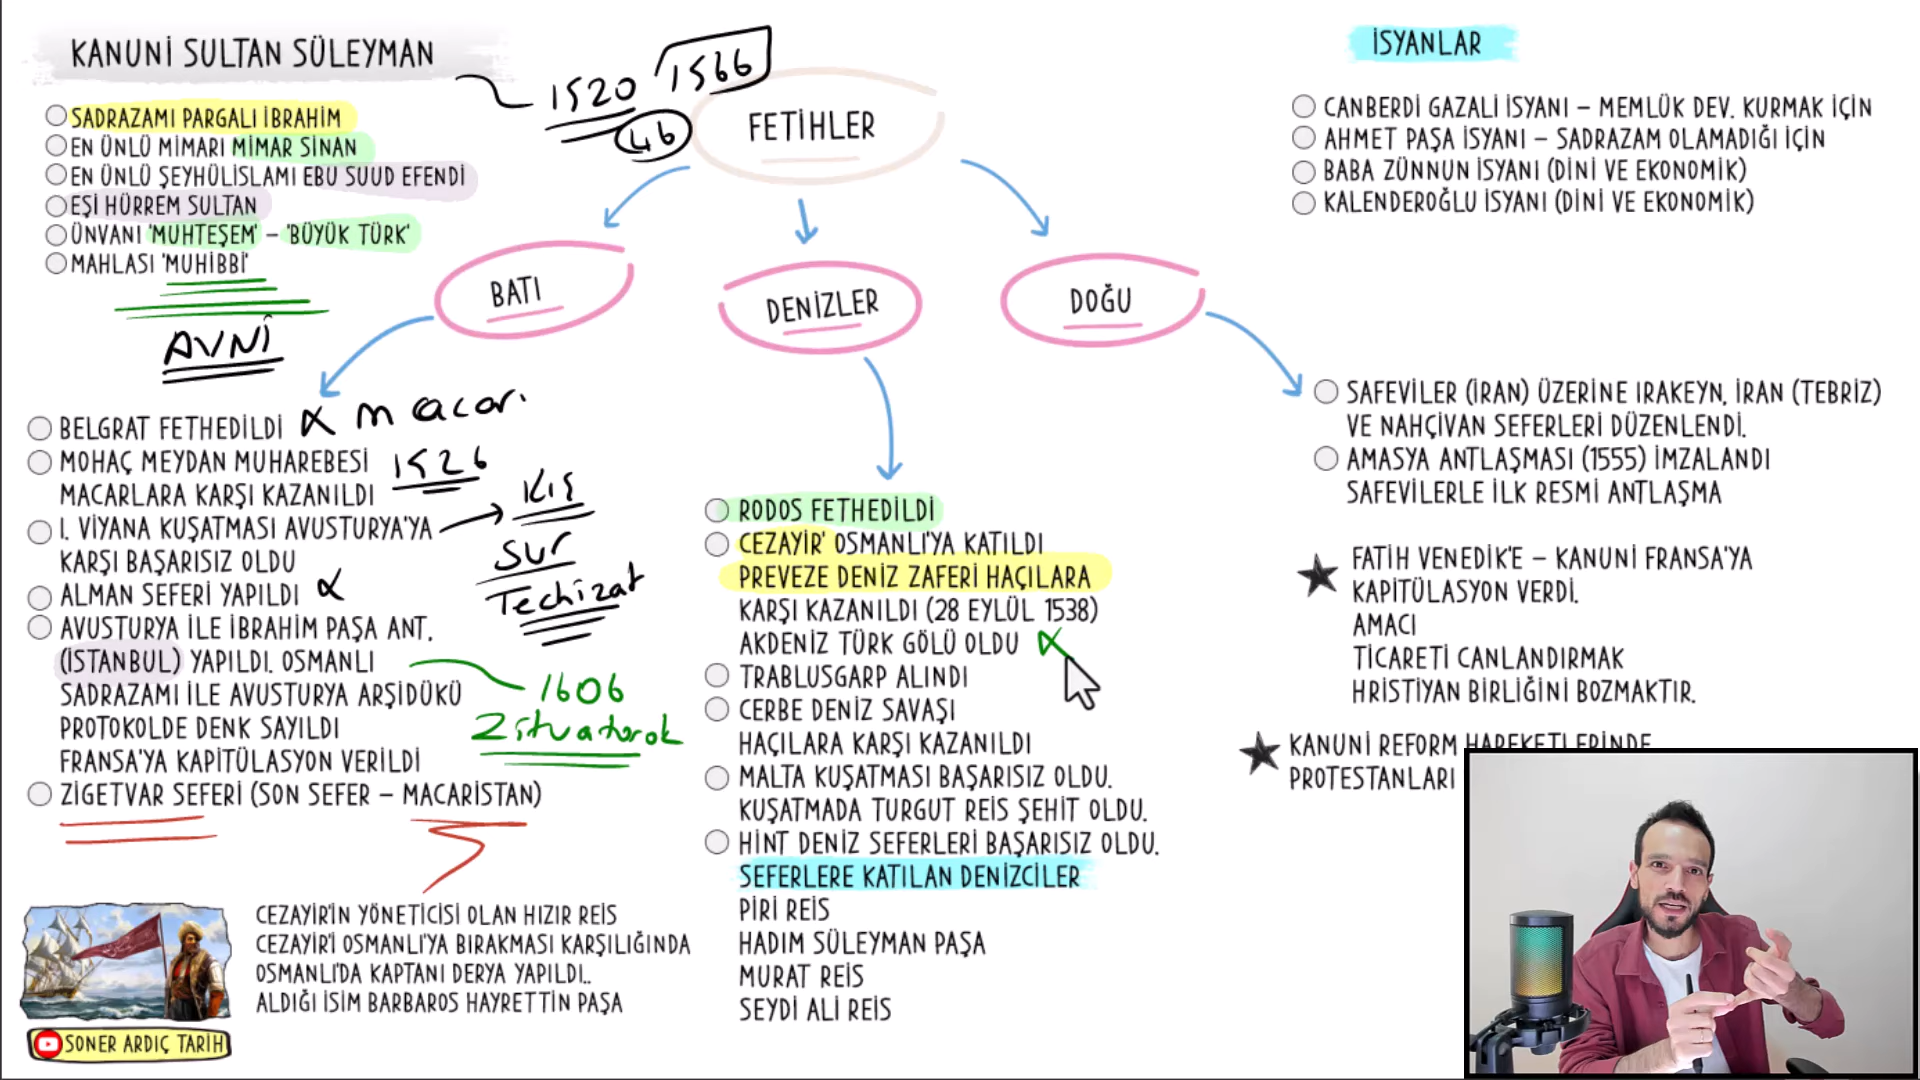 KANUNİ SULTAN SÜLEYMAN
1520 1566
46
SADRAZAMI PARGALI İBRAHİM
EN ÜNLÜ MİMARI MİMAR SİNAN
EN ÜNLÜ ŞEYHÜLİSLAMI EBU SUUD EFENDİ
EŞİ HÜRREM SULTAN
ÜNVANI 'MUHTEŞEM' – 'BÜYÜK TÜRK'
MAHLASI 'MUHİBBİ'
AVNÎ
FETİHLER
BATI
DENİZLER
DOĞU
İSYANLAR
CANBERDİ GAZALİ İSYANI – MEMLÜK DEV. KURMAK İÇİN
AHMET PAŞA İSYANI – SADRAZAM OLAMADIĞI İÇİN
BABA ZÜNNUN İSYANI (DİNİ VE EKONOMİK)
KALENDEROĞLU İSYANI (DİNİ VE EKONOMİK)
BELGRAT FETHEDİLDİ macar
MOHAÇ MEYDAN MUHAREBESİ 1526
MACARLARA KARŞI KAZANILDI
I. VİYANA KUŞATMASI AVUSTURYA'YA
KARŞI BAŞARISIZ OLDU
Kış
Sur
Techizat
ALMAN SEFERİ YAPILDI
AVUSTURYA İLE İBRAHİM PAŞA ANT.
(İSTANBUL) YAPILDI. OSMANLI
SADRAZAMI İLE AVUSTURYA ARŞİDÜKÜ
PROTOKOLDE DENK SAYILDI
FRANSA'YA KAPİTÜLASYON VERİLDİ
1606
Zitvatorok
ZİGETVAR SEFERİ (SON SEFER – MACARİSTAN)
RODOS FETHEDİLDİ
CEZAYİR' OSMANLI'YA KATILDI
PREVEZE DENİZ ZAFERİ HAÇILARA
KARŞI KAZANILDI (28 EYLÜL 1538)
AKDENİZ TÜRK GÖLÜ OLDU
TRABLUSGARP ALINDI
CERBE DENİZ SAVAŞI
HAÇILARA KARŞI KAZANILDI
MALTA KUŞATMASI BAŞARISIZ OLDU.
KUŞATMADA TURGUT REİS ŞEHİT OLDU.
HİNT DENİZ SEFERLERİ BAŞARISIZ OLDU.
SEFERLERE KATILAN DENİZCİLER
PİRİ REİS
HADIM SÜLEYMAN PAŞA
MURAT REİS
SEYDİ ALİ REİS
SAFEVİLER (İRAN) ÜZERİNE IRAKEYN, İRAN (TEBRİZ)
VE NAHÇİVAN SEFERLERİ DÜZENLENDİ.
AMASYA ANTLAŞMASI (1555) İMZALANDI
SAFEVİLERLE İLK RESMİ ANTLAŞMA
FATİH VENEDİK'E – KANUNİ FRANSA'YA
KAPİTÜLASYON VERDİ.
AMACI
TİCARETİ CANLANDIRMAK
HRİSTİYAN BİRLİĞİNİ BOZMAKTIR.
KANUNİ REFORM HAREKETLERİNDE
PROTESTANLARI
CEZAYİR'İN YÖNETİCİSİ OLAN HIZIR REİS
CEZAYİR'İ OSMANLI'YA BIRAKMASI KARŞILIĞINDA
OSMANLI'DA KAPTANI DERYA YAPILDI..
ALDIĞI İSİM BARBAROS HAYRETTİN PAŞA
SONER ARDIÇ TARİH